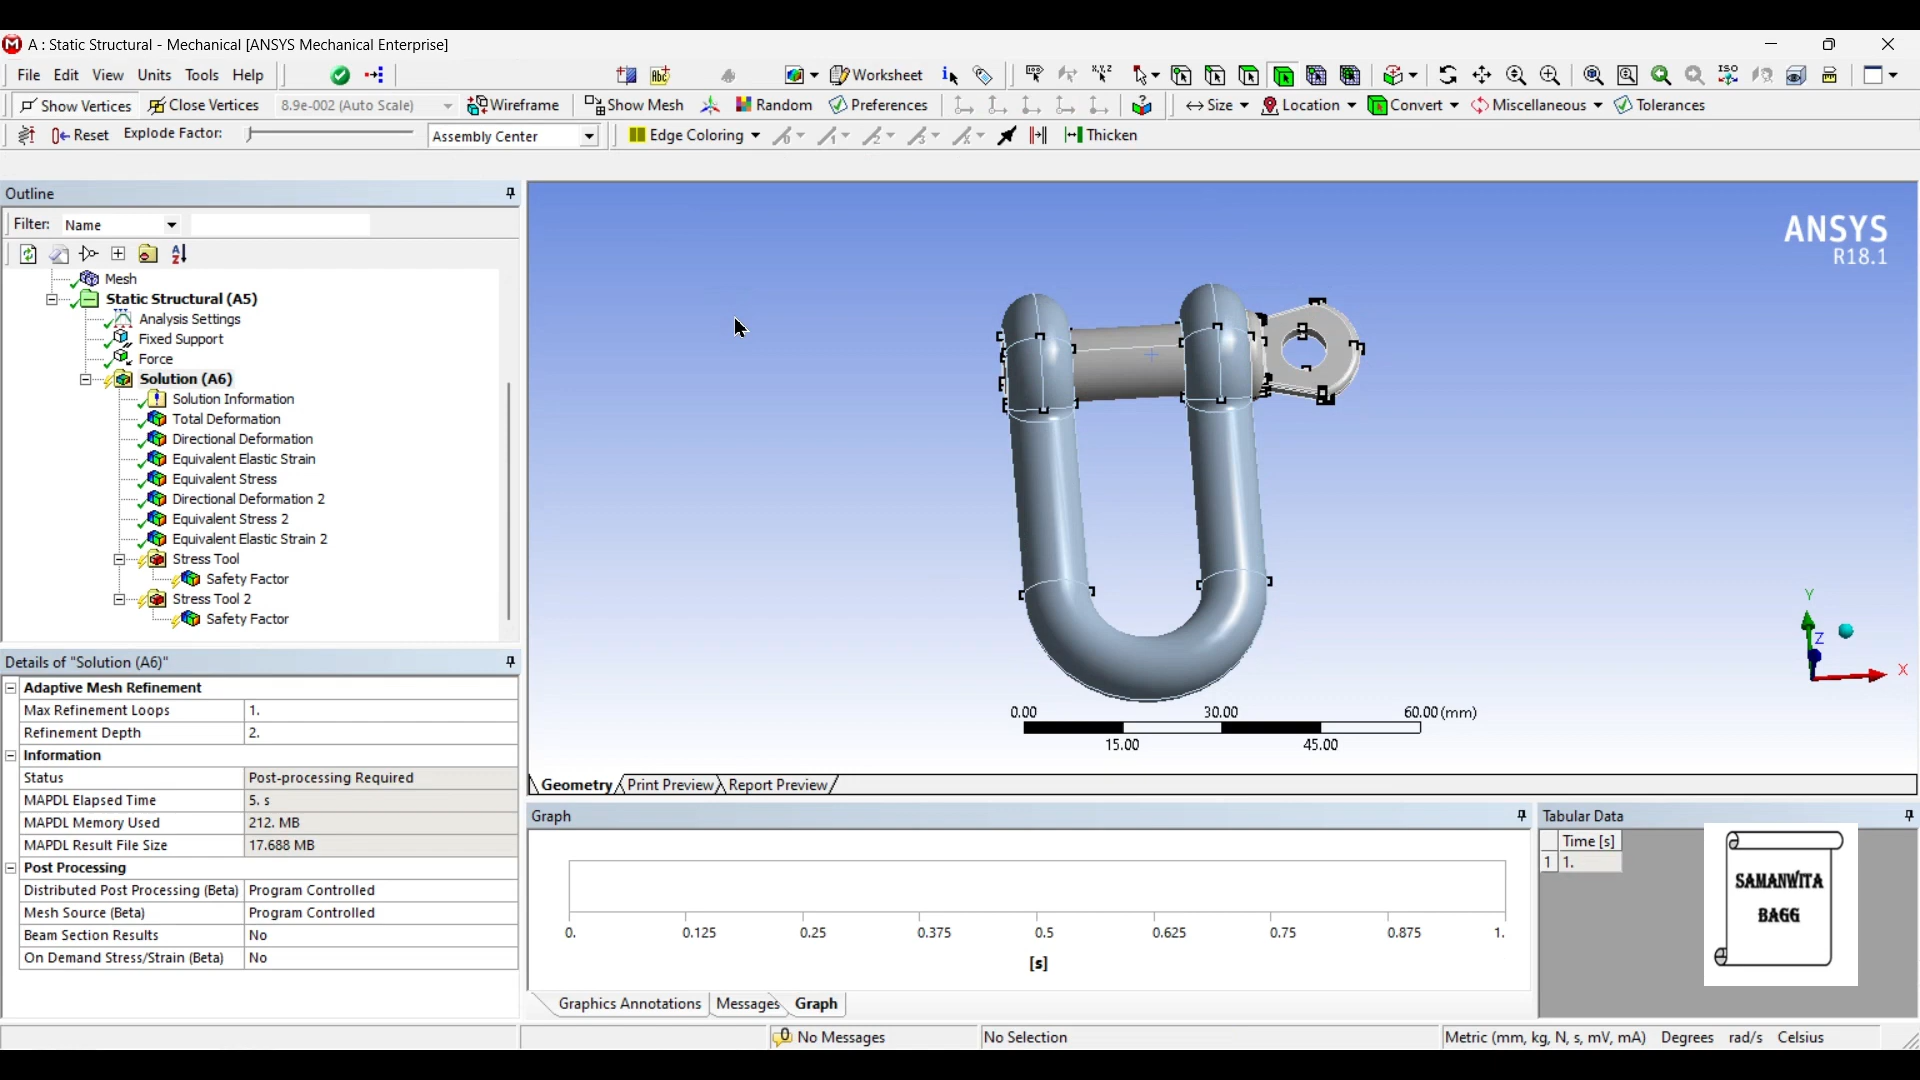 A : Static Structural - Mechanical [ANSYS Mechanical Enterprise]
File Edit View Units Tools Help
Worksheet
Show Vertices Close Vertices 8.9e-002 (Auto Scale) Wireframe Show Mesh Random Preferences Size Location Convert Miscellaneous Tolerances
Reset Explode Factor: Assembly Center Edge Coloring Thicken
Outline
Filter: Name
Mesh
Static Structural (A5)
Analysis Settings
Fixed Support
Force
Solution (A6)
Solution Information
Total Deformation
Directional Deformation
Equivalent Elastic Strain
Equivalent Stress
Directional Deformation 2
Equivalent Stress 2
Equivalent Elastic Strain 2
Stress Tool
Safety Factor
Stress Tool 2
Safety Factor
Details of "Solution (A6)"
Adaptive Mesh Refinement
Max Refinement Loops 1.
Refinement Depth 2.
Information
Status Post-processing Required
MAPDL Elapsed Time 5. s
MAPDL Memory Used 212. MB
MAPDL Result File Size 17.688 MB
Post Processing
Distributed Post Processing (Beta) Program Controlled
Mesh Source (Beta) Program Controlled
Beam Section Results No
On Demand Stress/Strain (Beta) No
ANSYS
R18.1
Y
Z
X
0.00 30.00 60.00 (mm)
15.00 45.00
Geometry Print Preview Report Preview
Graph
0. 0.125 0.25 0.375 0.5 0.625 0.75 0.875 1.
[s]
Graphics Annotations Messages Graph
Tabular Data
Time [s]
1 1.
SAMANWITA
BAGG
No Messages No Selection Metric (mm, kg, N, s, mV, mA) Degrees rad/s Celsius